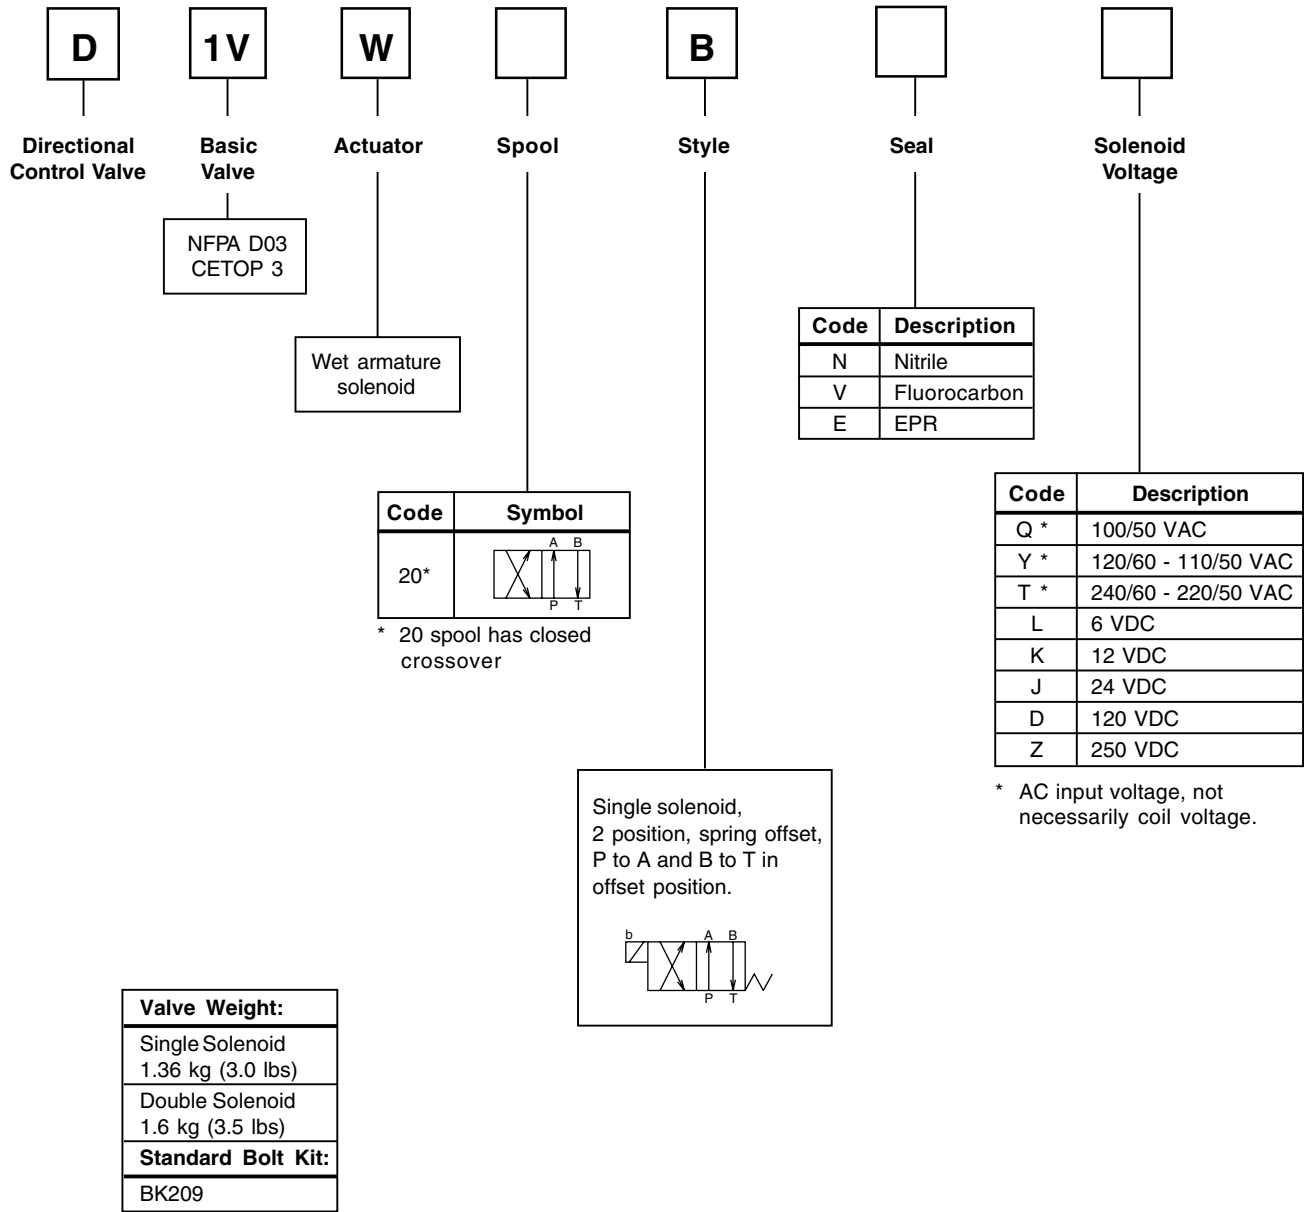 D 1V W B
Directional
Control Valve
Basic
Valve
Actuator
Spool
Style
Seal
Solenoid
Voltage
NFPA D03
CETOP 3
Wet armature
solenoid
Code Description
N Nitrile
V Fluorocarbon
E EPR
Code Symbol
20*
A B
P T
* 20 spool has closed
crossover
Code Description
Q * 100/50 VAC
Y * 120/60 - 110/50 VAC
T * 240/60 - 220/50 VAC
L 6 VDC
K 12 VDC
J 24 VDC
D 120 VDC
Z 250 VDC
* AC input voltage, not
necessarily coil voltage.
Single solenoid,
2 position, spring offset,
P to A and B to T in
offset position.
b A B
P T
Valve Weight:
Single Solenoid
1.36 kg (3.0 lbs)
Double Solenoid
1.6 kg (3.5 lbs)
Standard Bolt Kit:
BK209